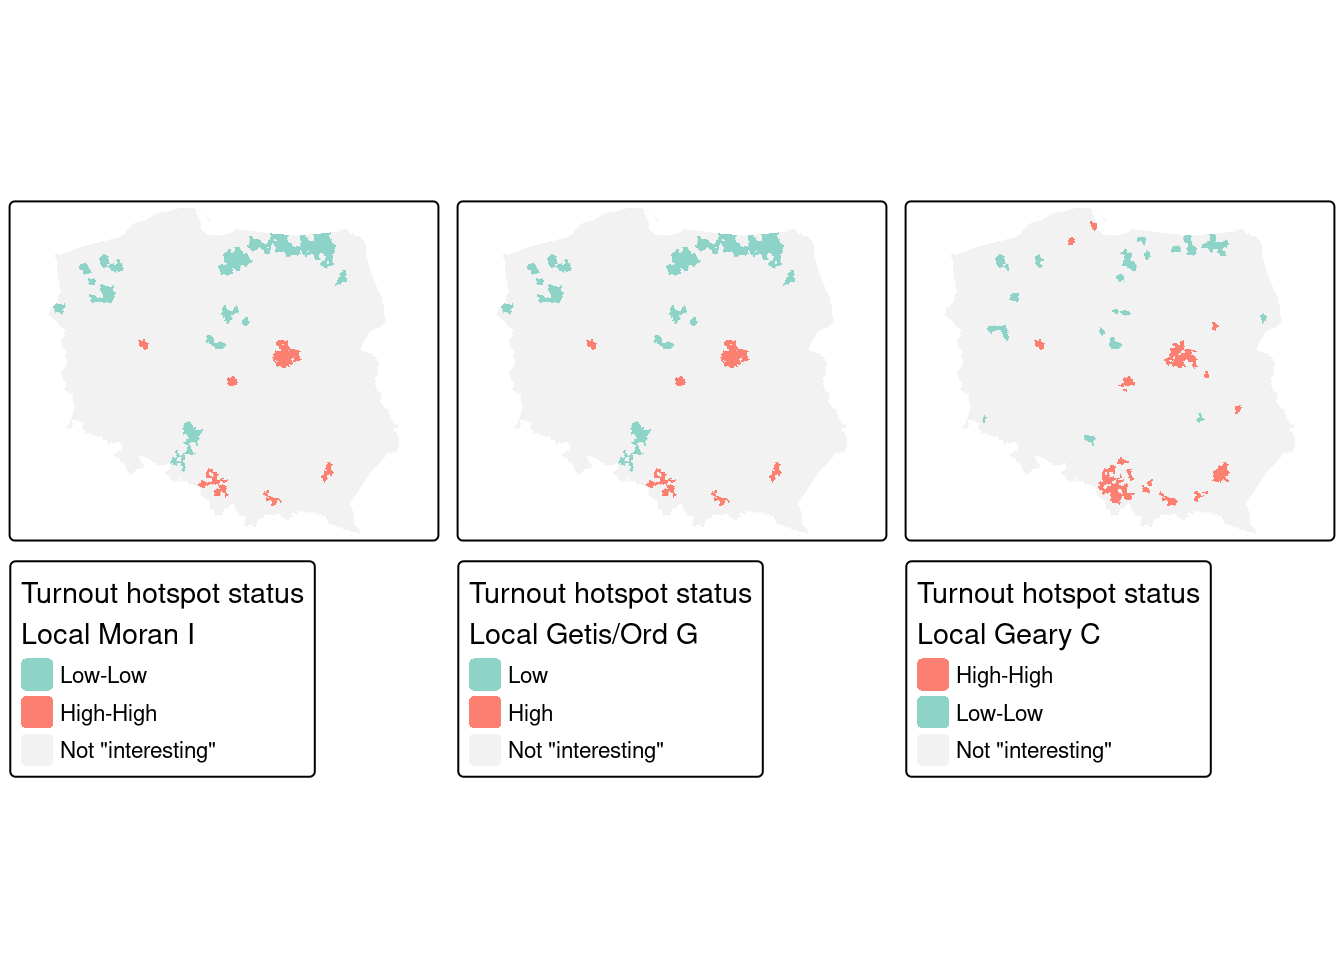 Turnout hotspot status
Local Moran I
Low-Low
High-High
Not "interesting"
Turnout hotspot status
Local Getis/Ord G
Low
High
Not "interesting"
Turnout hotspot status
Local Geary C
High-High
Low-Low
Not "interesting"